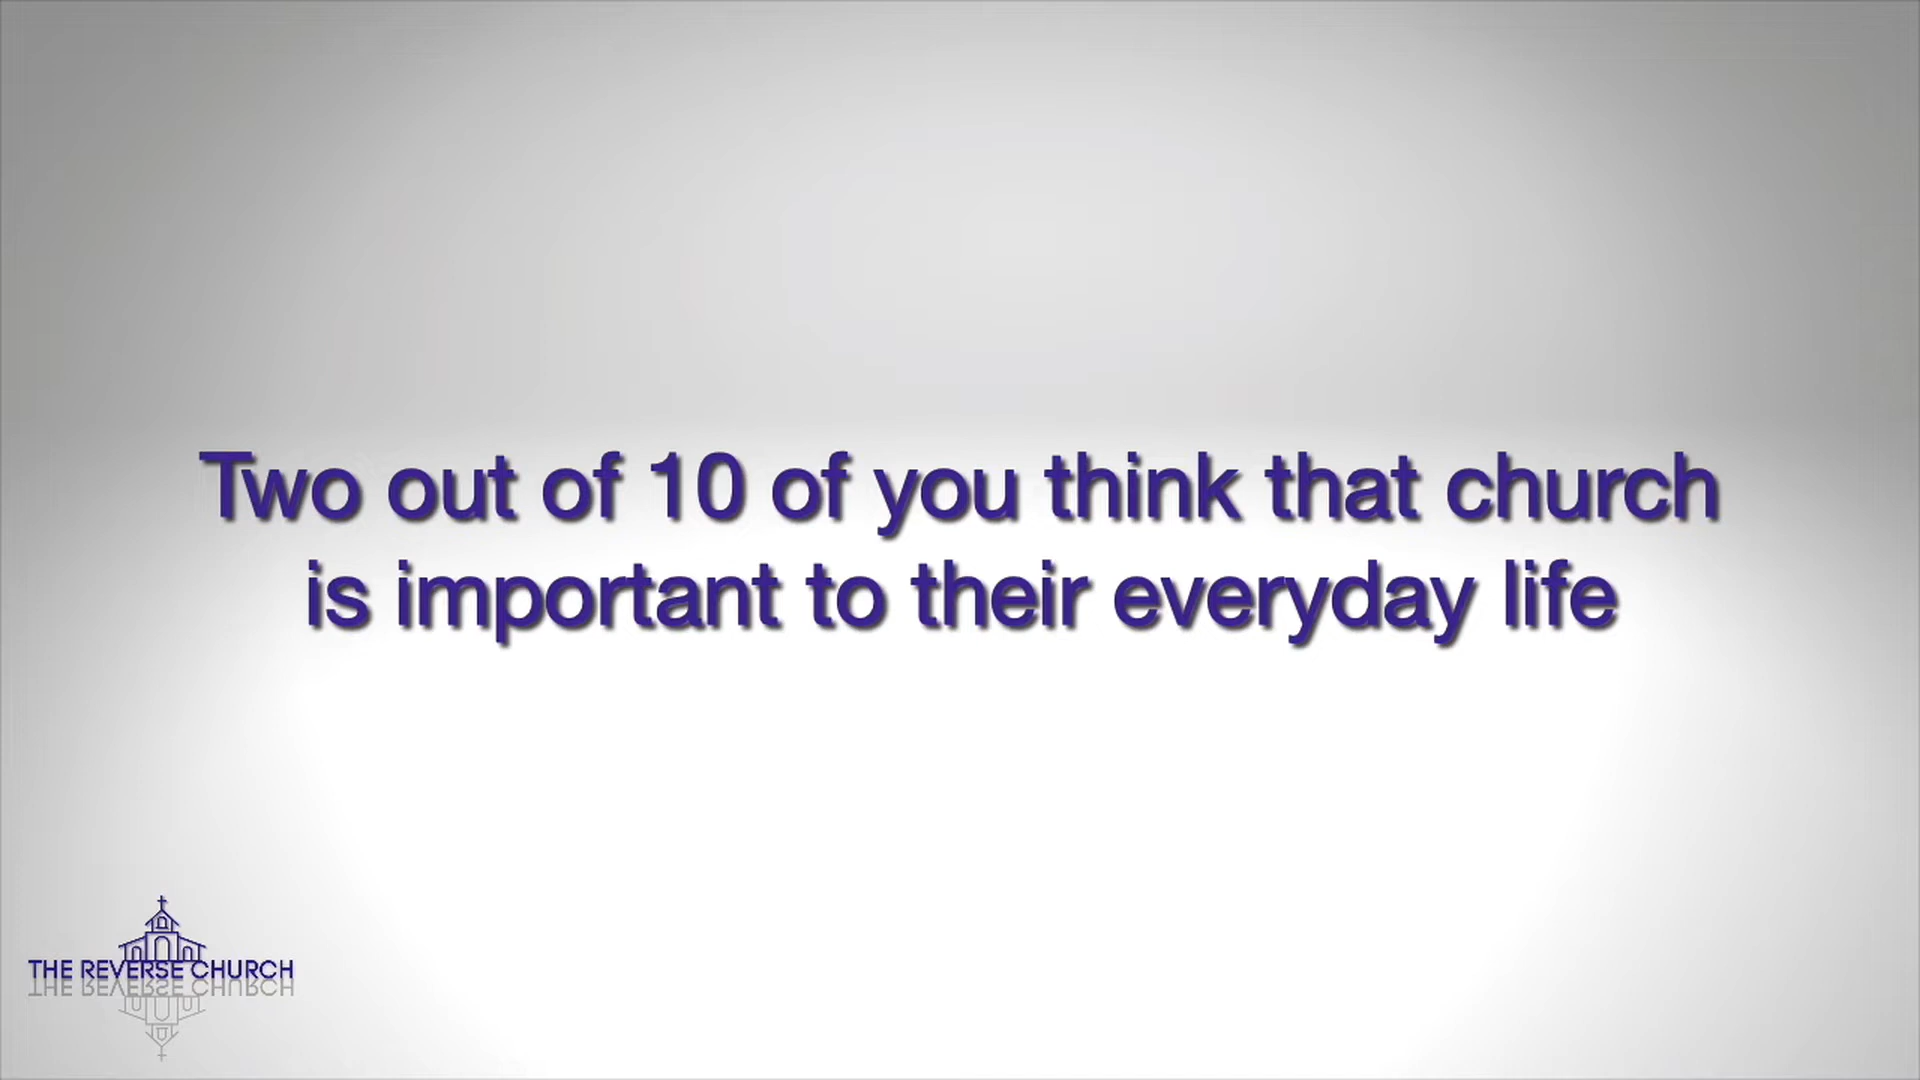 Two out of 10 of you think that church
is important to their everyday life
THE REVERSE CHURCH